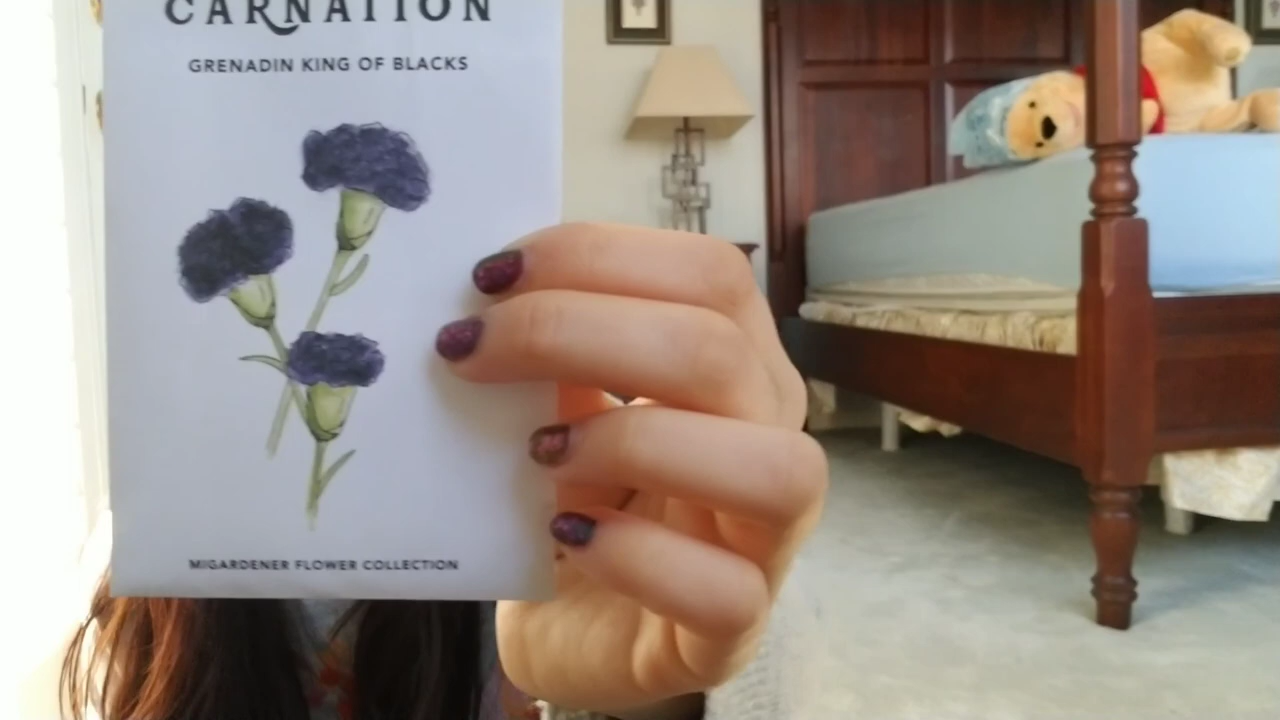 CARNATION
GRENADIN KING OF BLACKS
MIGARDENER FLOWER COLLECTION